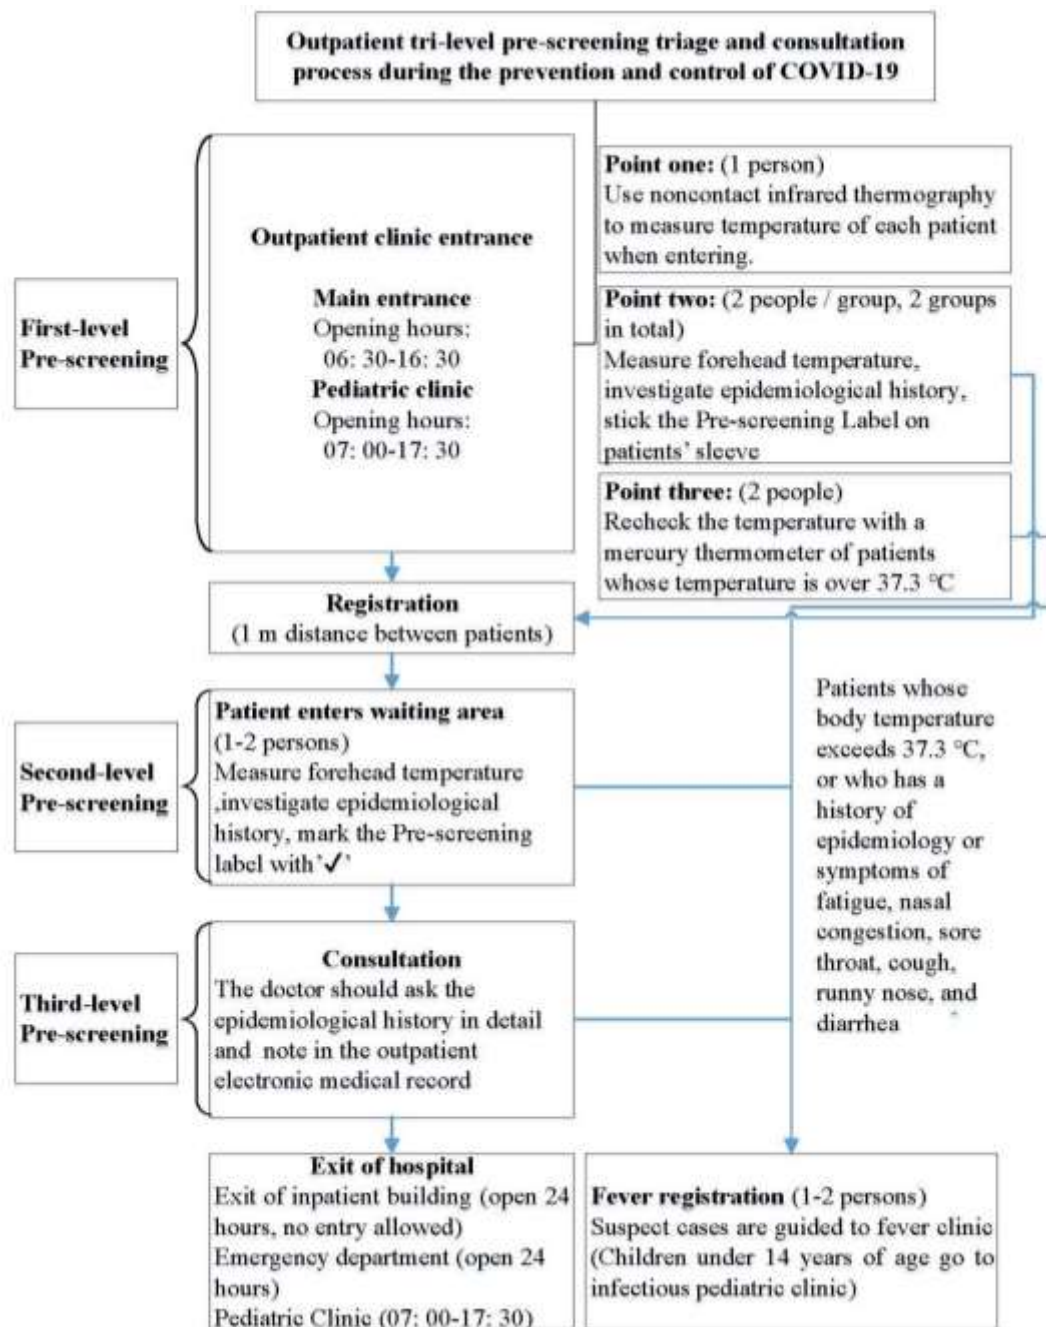 Outpatient tri-level pre-screening triage and consultation
process during the prevention and control of COVID-19
First-level
Pre-screening
Outpatient clinic entrance
Main entrance
Opening hours:
06: 30-16: 30
Pediatric clinic
Opening hours:
07: 00-17: 30
Point one: (1 person)
Use noncontact infrared thermography
to measure temperature of each patient
when entering.
Point two: (2 people / group, 2 groups
in total)
Measure forehead temperature,
investigate epidemiological history,
stick the Pre-screening Label on
patients' sleeve
Point three: (2 people)
Recheck the temperature with a
mercury thermometer of patients
whose temperature is over 37.3 °C
Registration
(1 m distance between patients)
Second-level
Pre-screening
Patient enters waiting area
(1-2 persons)
Measure forehead temperature
,investigate epidemiological
history, mark the Pre-screening
label with '✓'
Patients whose
body temperature
exceeds 37.3 °C,
or who has a
history of
epidemiology or
symptoms of
fatigue, nasal
congestion, sore
throat, cough,
runny nose, and
diarrhea
Third-level
Pre-screening
Consultation
The doctor should ask the
epidemiological history in detail
and note in the outpatient
electronic medical record
Exit of hospital
Exit of inpatient building (open 24
hours, no entry allowed)
Emergency department (open 24
hours)
Pediatric Clinic (07: 00-17: 30)
Fever registration (1-2 persons)
Suspect cases are guided to fever clinic
(Children under 14 years of age go to
infectious pediatric clinic)